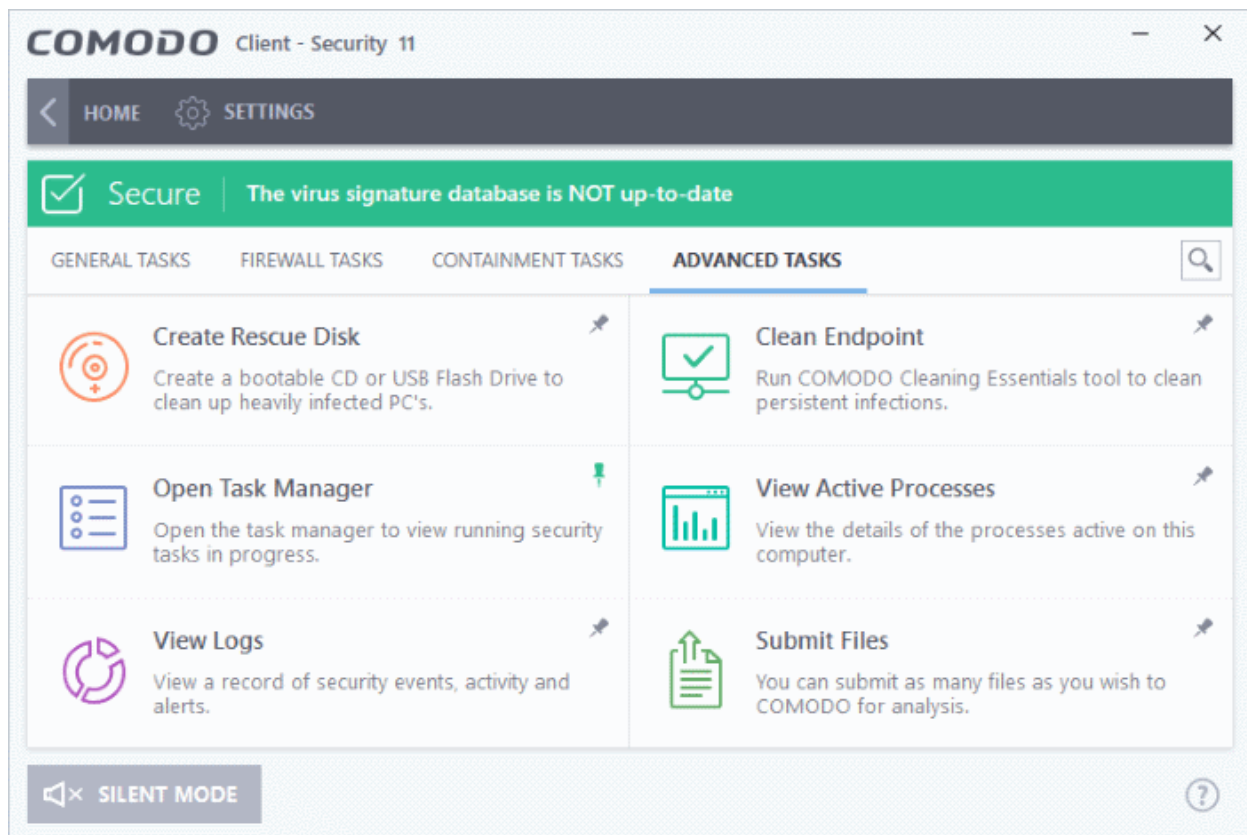 COMODO Client - Security 11
HOME SETTINGS
Secure The virus signature database is NOT up-to-date
GENERAL TASKS FIREWALL TASKS CONTAINMENT TASKS ADVANCED TASKS
Create Rescue Disk
Create a bootable CD or USB Flash Drive to
clean up heavily infected PC's.
Clean Endpoint
Run COMODO Cleaning Essentials tool to clean
persistent infections.
Open Task Manager
Open the task manager to view running security
tasks in progress.
View Active Processes
View the details of the processes active on this
computer.
View Logs
View a record of security events, activity and
alerts.
Submit Files
You can submit as many files as you wish to
COMODO for analysis.
SILENT MODE
?